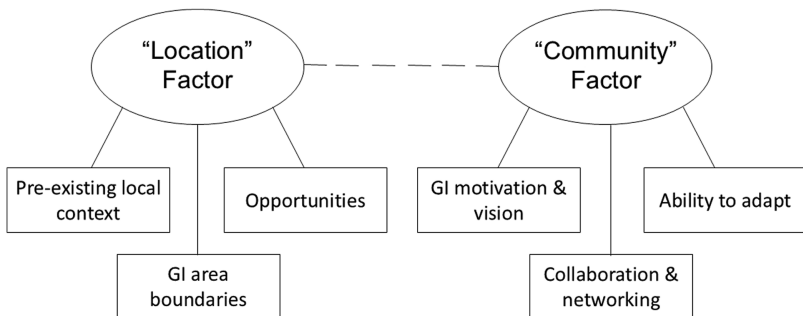 “Location”
Factor
“Community”
Factor
Pre-existing local
context
Opportunities
GI motivation &
vision
Ability to adapt
GI area
boundaries
Collaboration &
networking